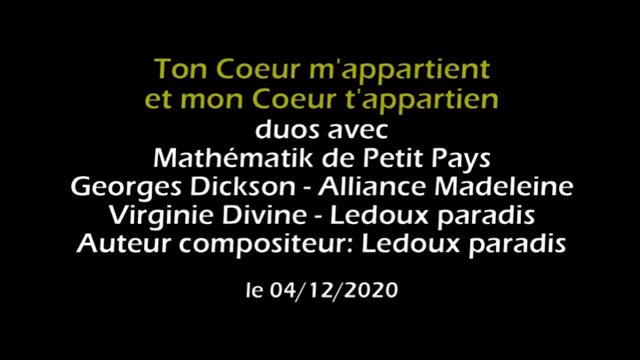 Ton Coeur m'appartient
et mon Coeur t'appartien
duos avec
Mathématik de Petit Pays
Georges Dickson - Alliance Madeleine
Virginie Divine - Ledoux paradis
Auteur compositeur: Ledoux paradis
le 04/12/2020